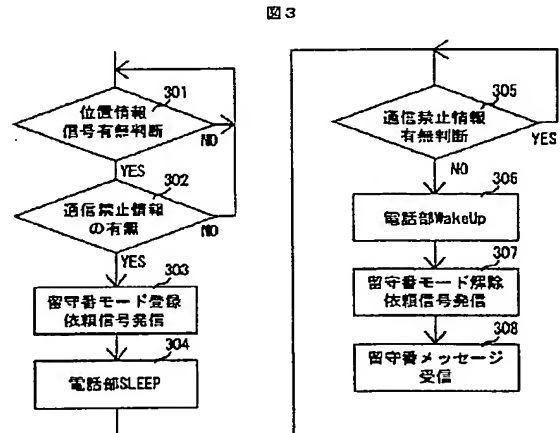 図3
301
位置情報
信号有無判断
NO
YES
302
通信禁止情報
の有無
NO
YES
303
留守番モード登録
依頼信号発信
304
電話部SLEEP
305
通信禁止情報
有無判断
YES
NO
306
電話部WakeUp
307
留守番モード解除
依頼信号発信
308
留守番メッセージ
受信